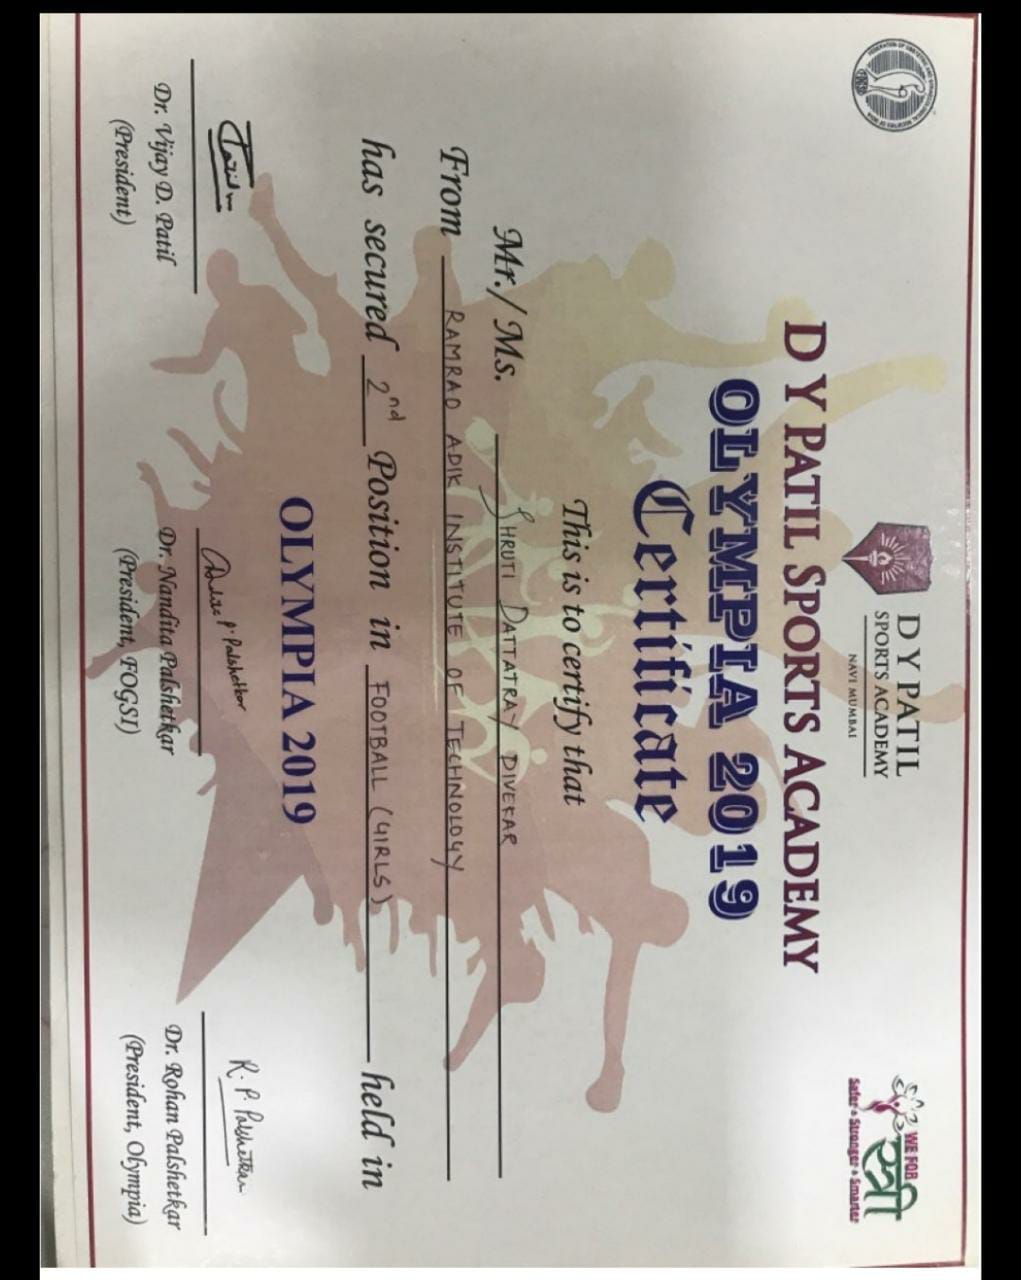 D Y PATIL
SPORTS ACADEMY
NAVI MUMBAI
WE FOR
स्त्री
Safer • Stronger • Smarter
D Y PATIL SPORTS ACADEMY
OLYMPIA 2019
Certificate
This is to certify that
Mr./ Ms. SHRUTI DATTATRAY DIVEKAR
From RAMRAO ADIK INSTITUTE OF TECHNOLOGY
has secured 2nd Position in FOOTBALL (GIRLS) held in
OLYMPIA 2019
R. P. Palshetkar
Dr. Vijay D. Patil Dr. Nandita Palshetkar Dr. Rohan Palshetkar
(President) (President, FOGSI) (President, Olympia)